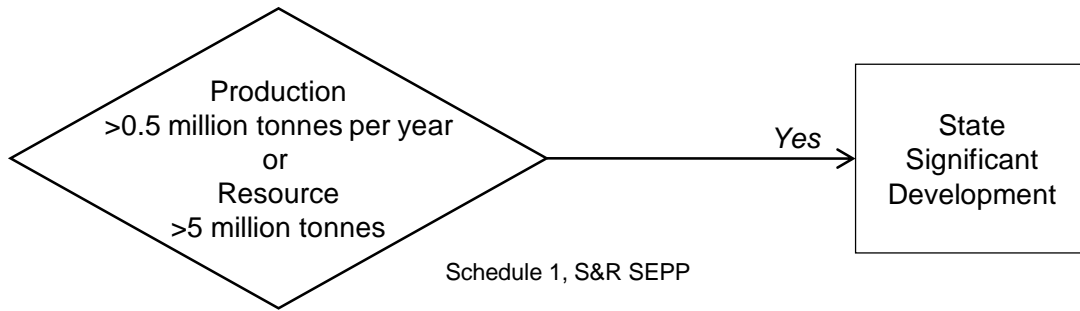 Production
>0.5 million tonnes per year
or
Resource
>5 million tonnes
Yes
State
Significant
Development
Schedule 1, S&R SEPP